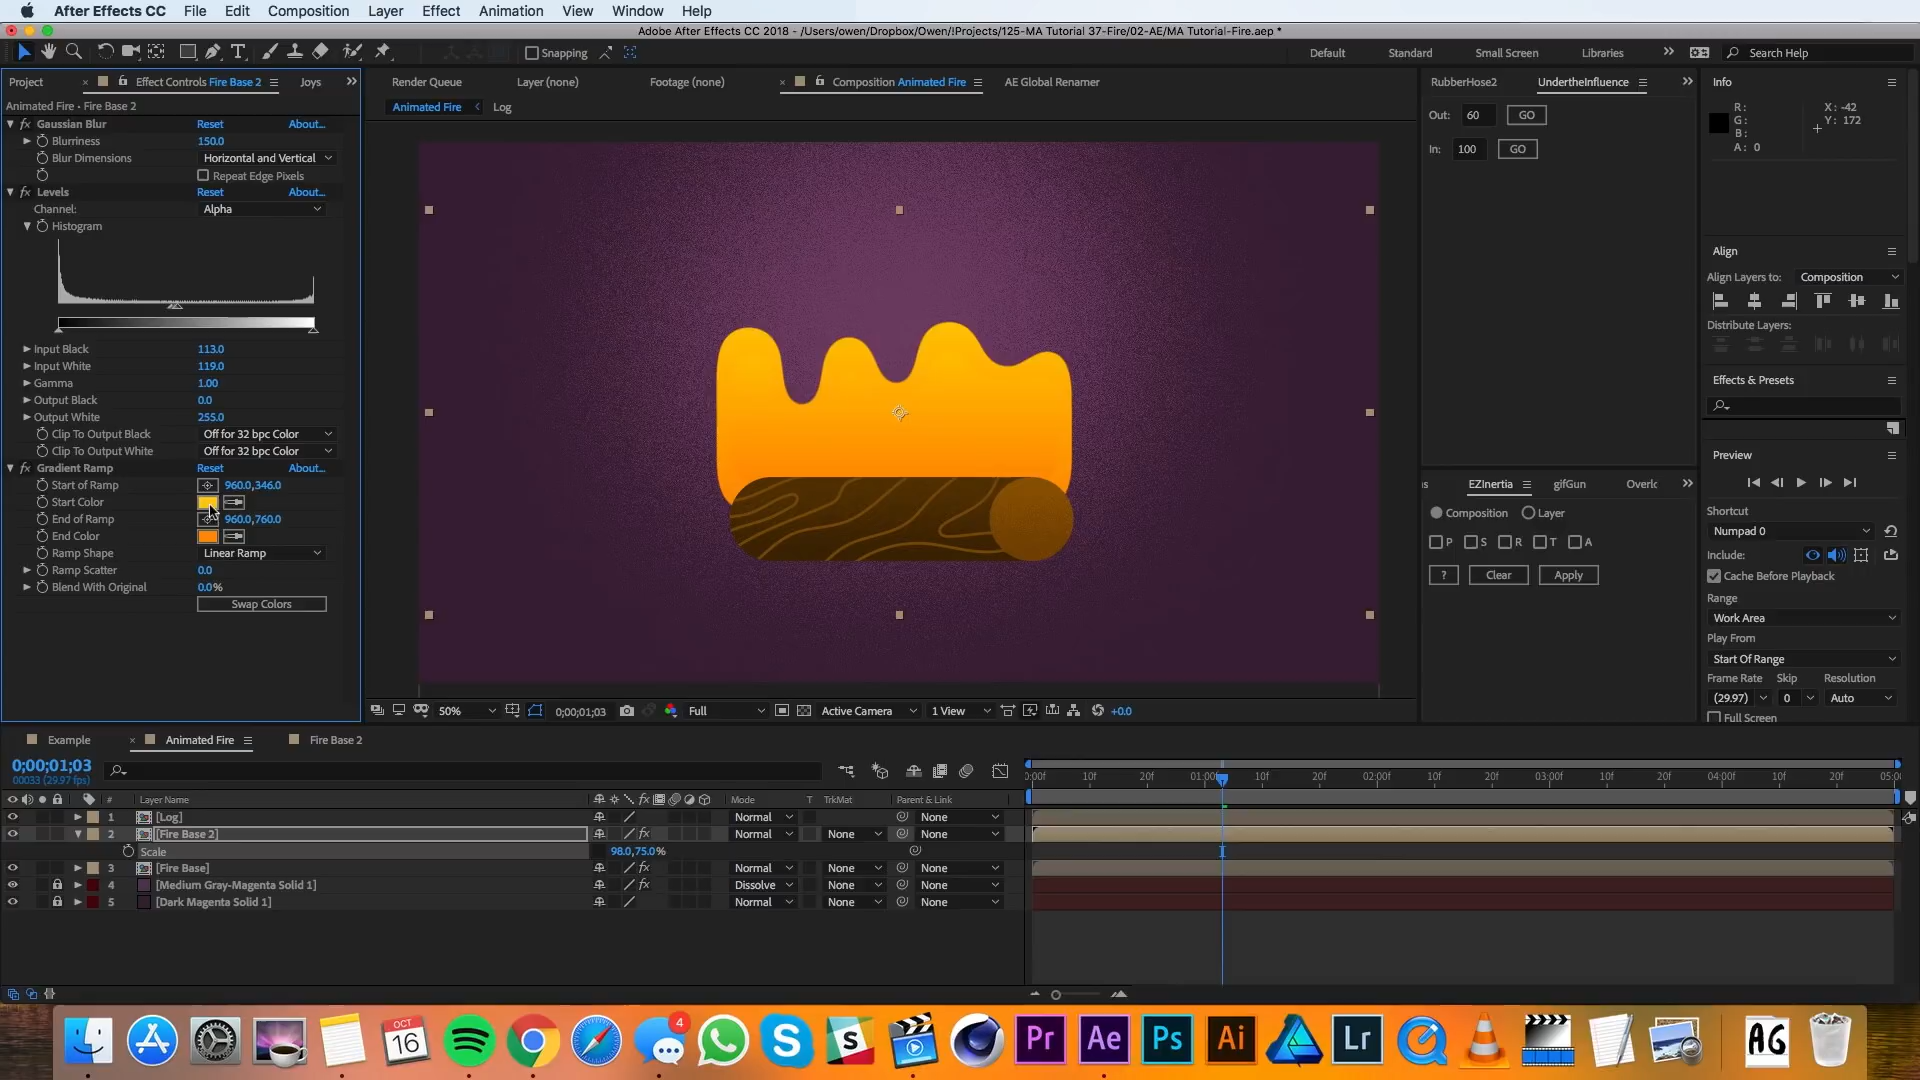 After Effects CC File Edit Composition Layer Effect Animation View Window Help
Adobe After Effects CC 2018 - /Users/owen/Dropbox/Owen/!Projects/125-MA Tutorial 37-Fire/02-AE/MA Tutorial-Fire.aep *
Snapping Default Standard Small Screen Libraries » Search Help
Project × Effect Controls Fire Base 2 Joys »
Animated Fire • Fire Base 2
fx Gaussian Blur Reset About...
Blurriness 150.0
Blur Dimensions Horizontal and Vertical
Repeat Edge Pixels
fx Levels Reset About...
Channel: Alpha
Histogram
Input Black 113.0
Input White 119.0
Gamma 1.00
Output Black 0.0
Output White 255.0
Clip To Output Black Off for 32 bpc Color
Clip To Output White Off for 32 bpc Color
fx Gradient Ramp Reset About...
Start of Ramp 960.0,346.0
Start Color
End of Ramp 960.0,760.0
End Color
Ramp Shape Linear Ramp
Ramp Scatter 0.0
Blend With Original 0.0%
Swap Colors
Render Queue Layer (none) Footage (none) × Composition Animated Fire AE Global Renamer
Animated Fire Log
50% 0;00;01;03 Full Active Camera 1 View +0.0
RubberHose2 UndertheInfluence »
Out: 60 GO
In: 100 GO
EZInertia gifGun Overlc »
Composition Layer
P S R T A
? Clear Apply
Info
R: X: -42
G: Y: 172
B:
A: 0
Align
Align Layers to: Composition
Distribute Layers:
Effects & Presets
Preview
Shortcut
Numpad 0
Include:
Cache Before Playback
Range
Work Area
Play From
Start Of Range
Frame Rate Skip Resolution
(29.97) 0 Auto
Full Screen
Example × Animated Fire Fire Base 2
0;00;01;03
00033 (29.97 fps)
:00f 10f 20f 01:00f 10f 20f 02:00f 10f 20f 03:00f 10f 20f 04:00f 10f 20f 05:0
# Layer Name fx Mode T TrkMat Parent & Link
1 [Log] Normal None
2 [Fire Base 2] fx Normal None None
Scale 98.0,75.0%
3 [Fire Base] fx Normal None None
4 [Medium Gray-Magenta Solid 1] fx Dissolve None None
5 [Dark Magenta Solid 1] Normal None None
OCT
16
4
Pr Ae Ps Ai Lr AG